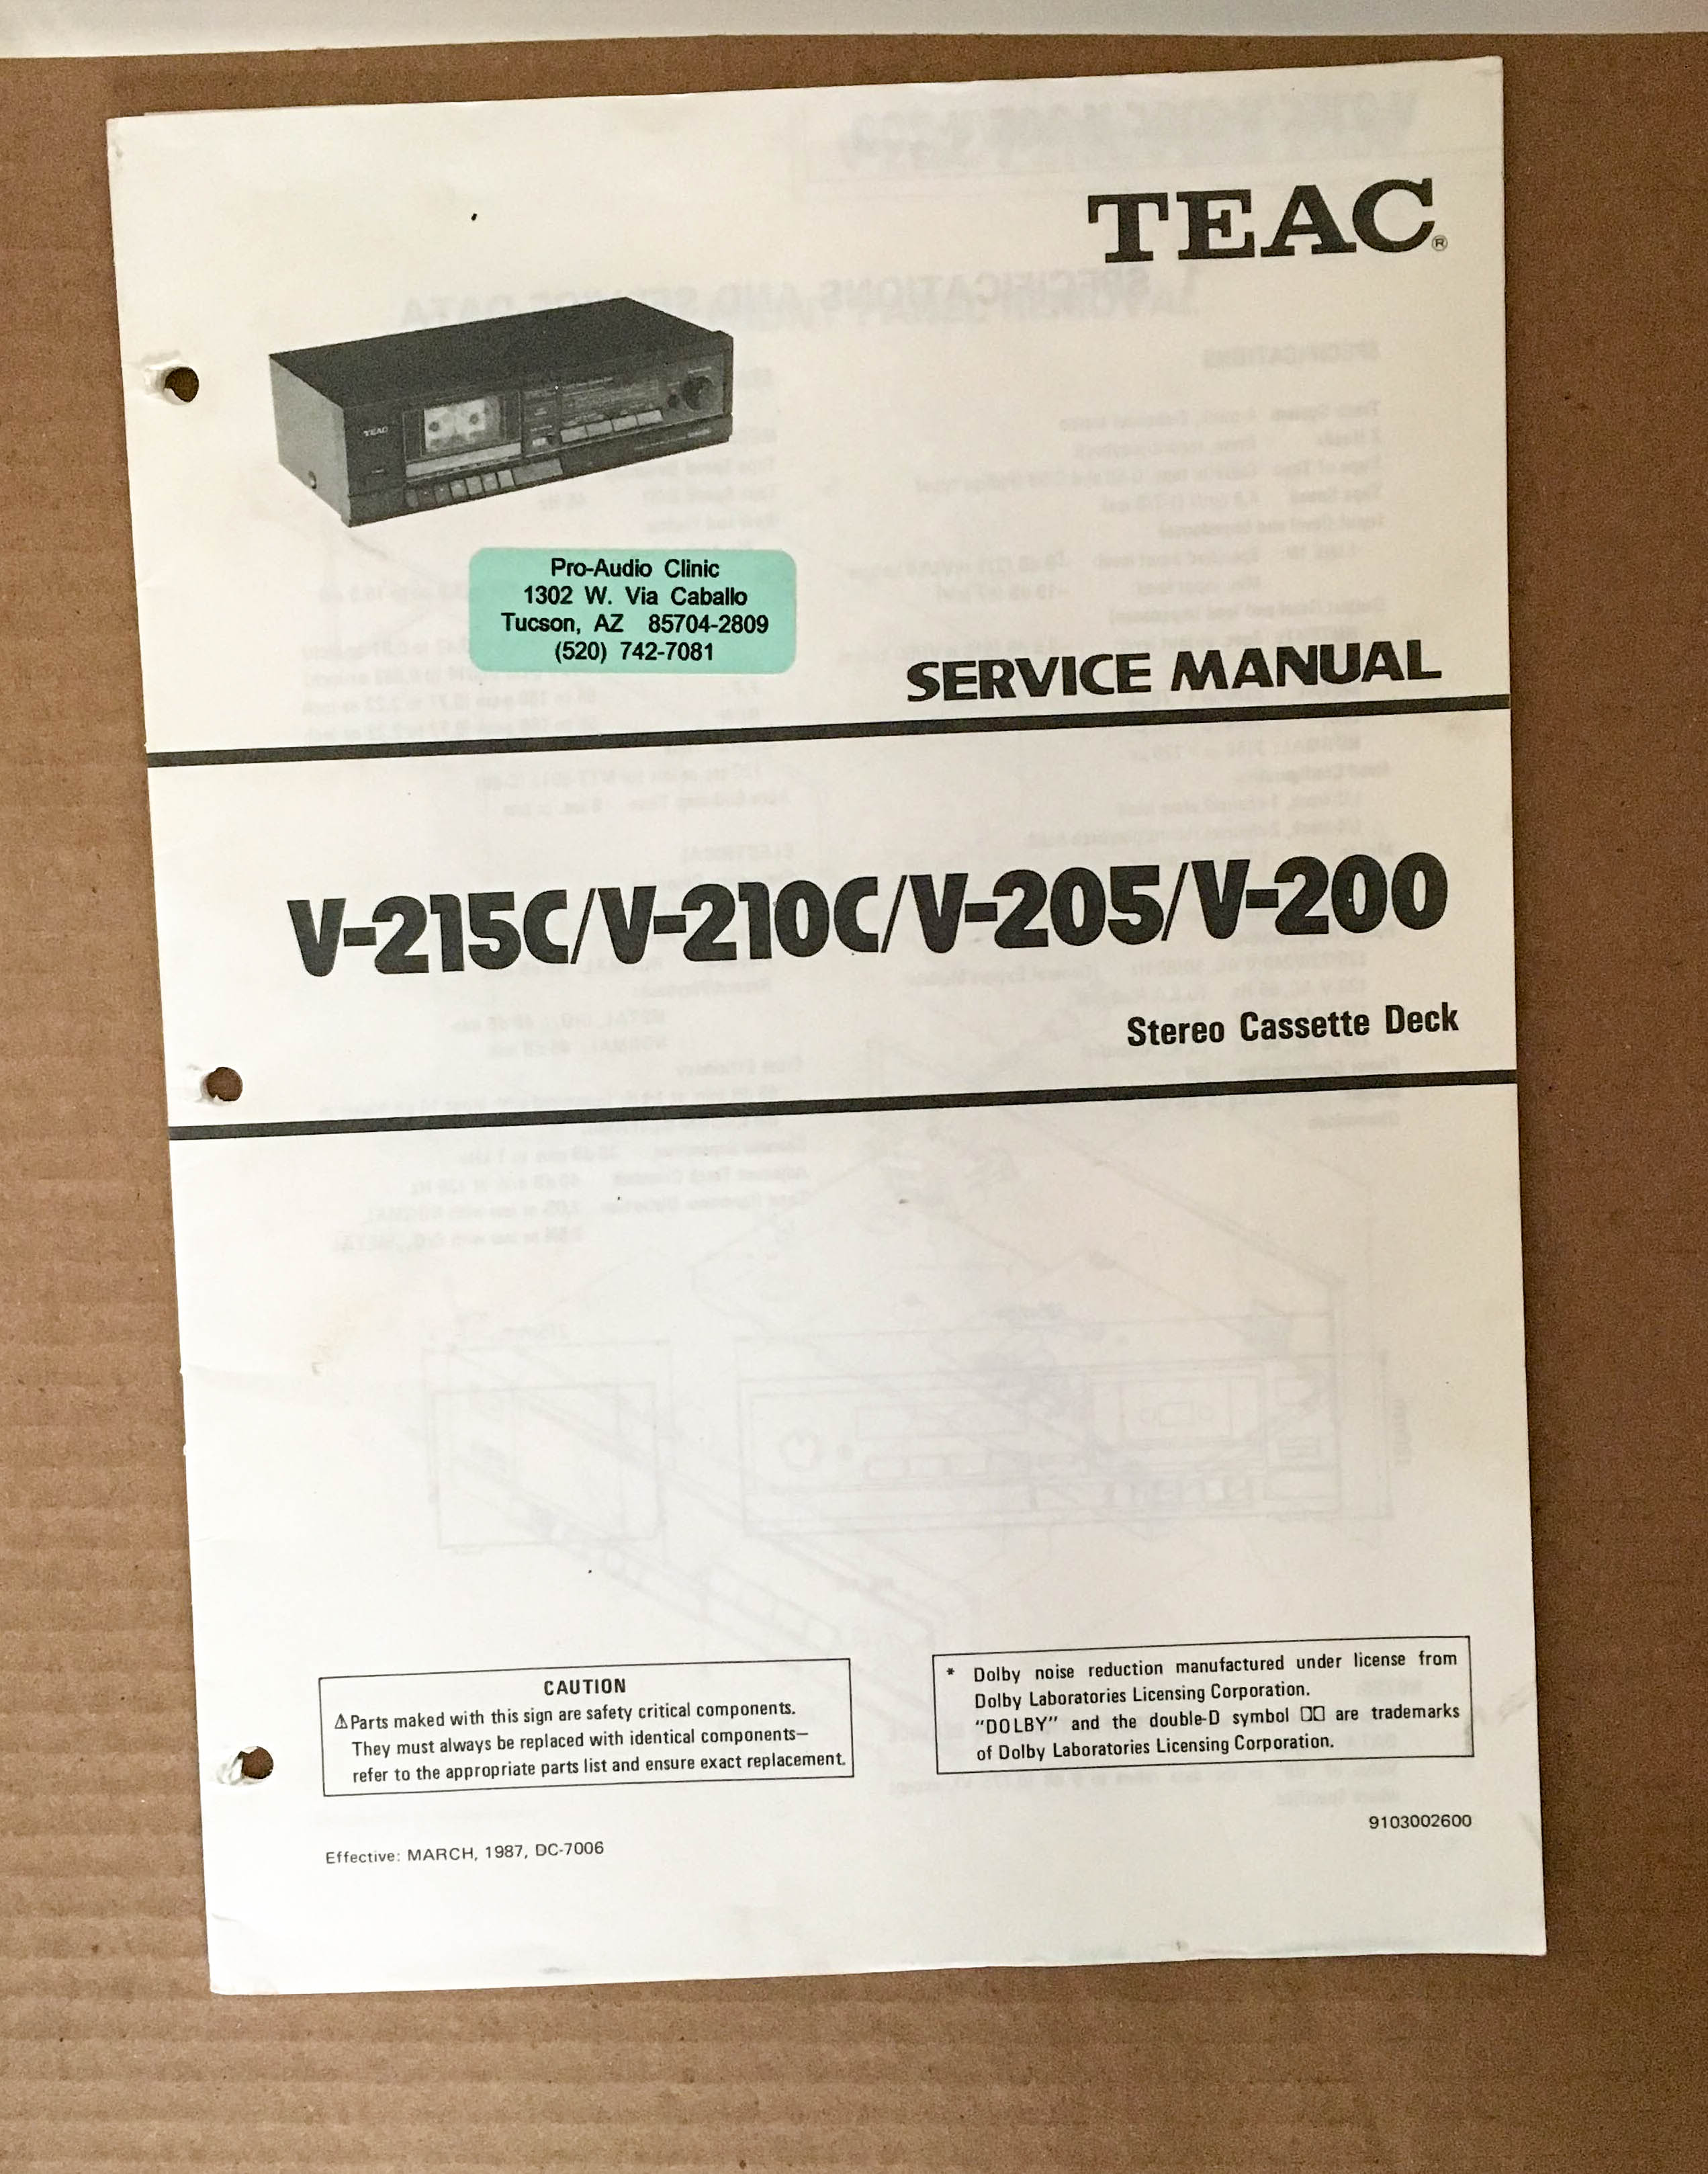 TEAC®
TEAC
Pro-Audio Clinic
1302 W. Via Caballo
Tucson, AZ 85704-2809
(520) 742-7081
SERVICE MANUAL
V-215C/V-210C/V-205/V-200
Stereo Cassette Deck
CAUTION
⚠Parts maked with this sign are safety critical components.
They must always be replaced with identical components—
refer to the appropriate parts list and ensure exact replacement.
* Dolby noise reduction manufactured under license from
Dolby Laboratories Licensing Corporation.
“DOLBY” and the double-D symbol are trademarks
of Dolby Laboratories Licensing Corporation.
9103002600
Effective: MARCH, 1987, DC-7006